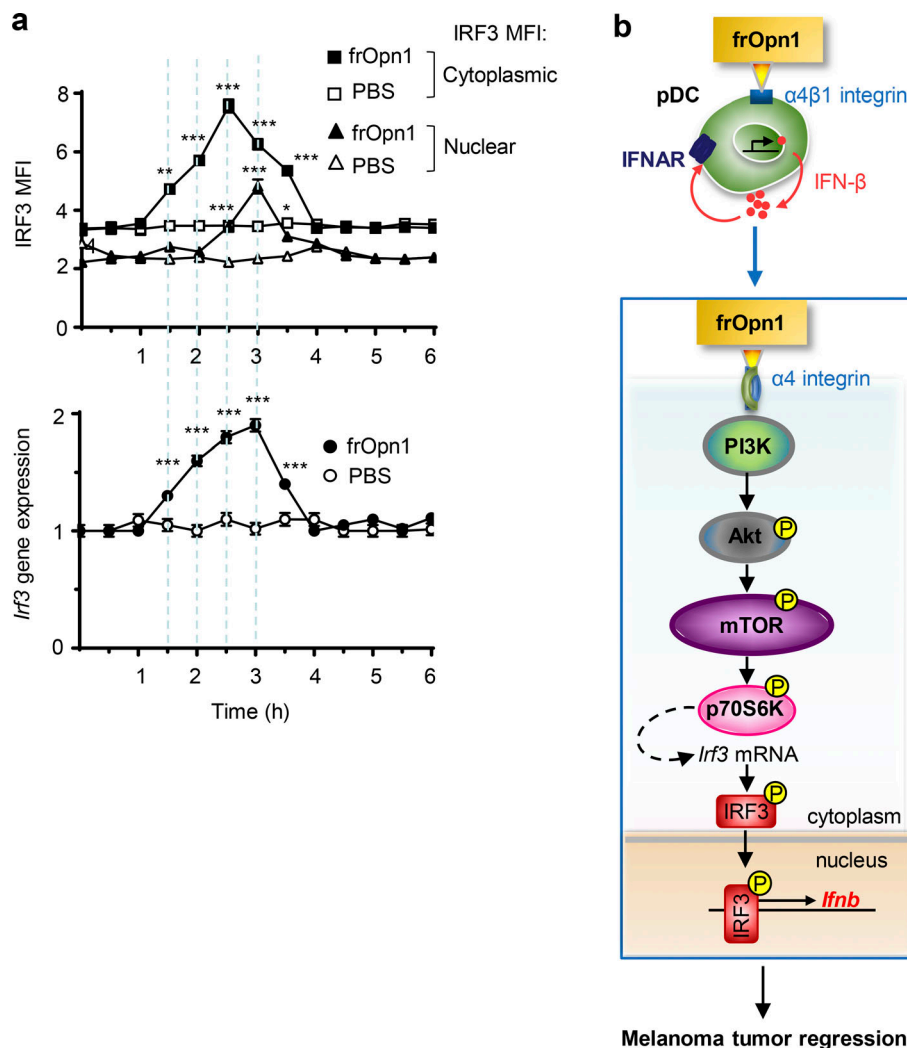 a
IRF3 MFI:
frOpn1
PBS
Cytoplasmic
frOpn1
PBS
Nuclear
8
6
4
2
0
IRF3 MFI
**
***
***
***
***
***
***
*
4
1
2
3
4
5
6
2
1
0
Irf3 gene expression
***
***
***
***
***
frOpn1
PBS
1
2
3
4
5
6
Time (h)
b
frOpn1
pDC
α4β1 integrin
IFNAR
IFN-β
frOpn1
α4 integrin
PI3K
Akt
P
mTOR
P
p70S6K
P
Irf3 mRNA
IRF3
P
cytoplasm
nucleus
P
IRF3
Ifnb
Melanoma tumor regression